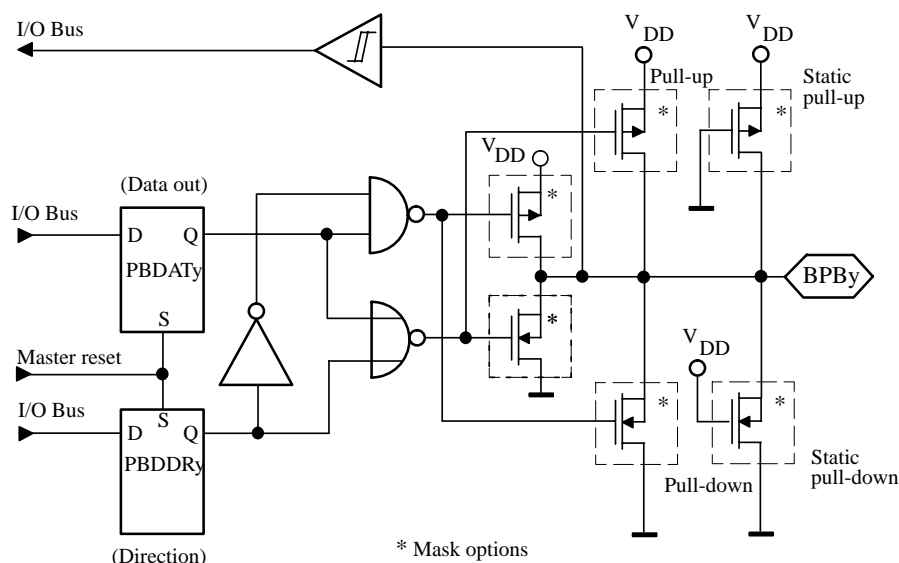 I/O Bus
V DD
V DD
Pull-up
Static
pull-up
*
*
V DD
*
(Data out)
I/O Bus
D
Q
PBDATy
S
BPBy
*
Master reset
V DD
I/O Bus
S
D
Q
PBDDRy
*
*
Pull-down
Static
pull-down
* Mask options
(Direction)